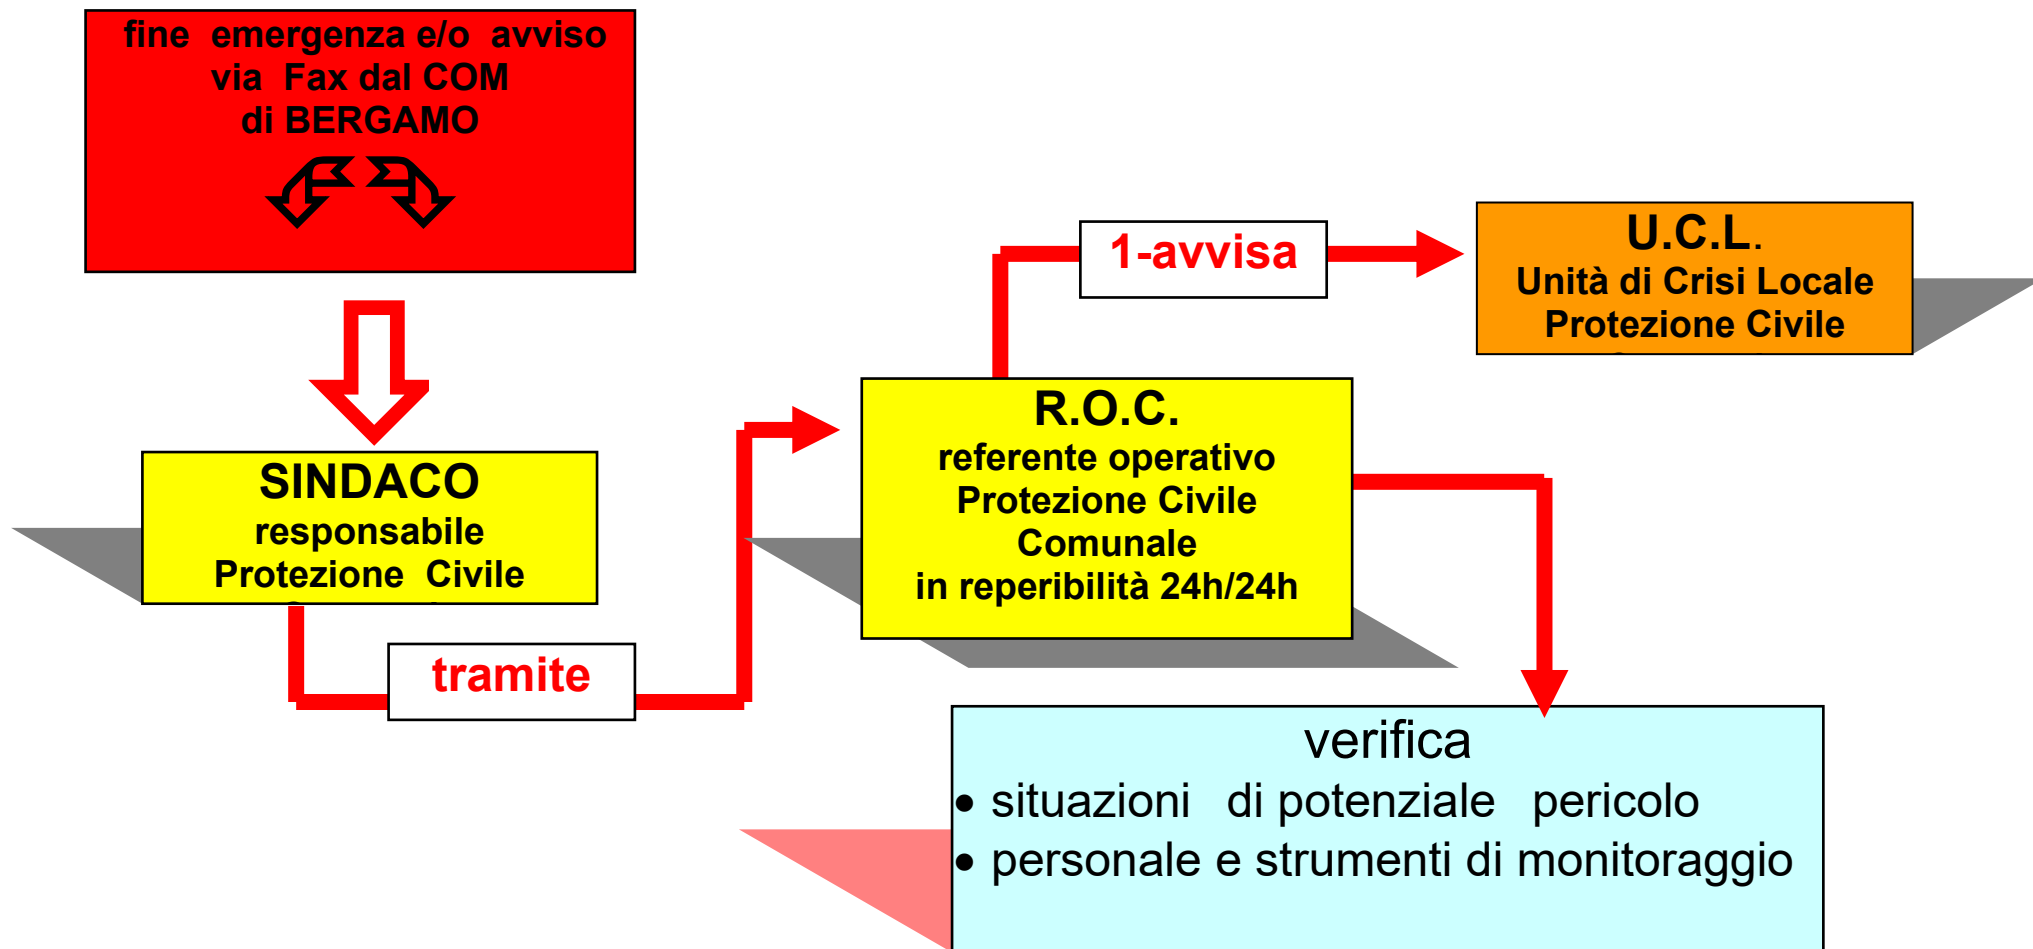 fine emergenza e/o avviso
via Fax dal COM
di BERGAMO
1-avvisa
U.C.L.
Unità di Crisi Locale
Protezione Civile
SINDACO
responsabile
Protezione Civile
tramite
R.O.C.
referente operativo
Protezione Civile
Comunale
in reperibilità 24h/24h
verifica
• situazioni di potenziale pericolo
• personale e strumenti di monitoraggio